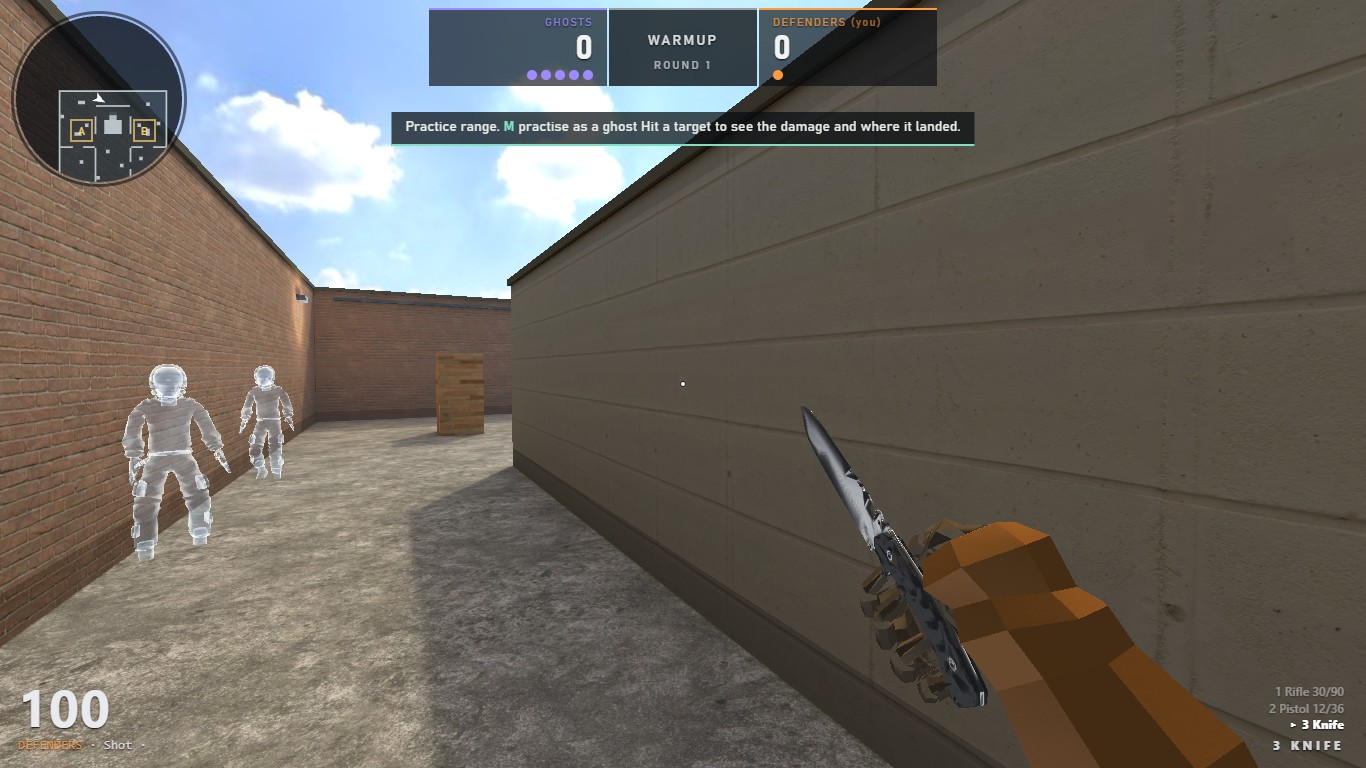 GHOSTS
0
WARMUP
ROUND 1
DEFENDERS (you)
0
Practice range. M practise as a ghost Hit a target to see the damage and where it landed.
A
B
100
DEFENDERS · Shot ·
1 Rifle 30/90
2 Pistol 12/36
▸ 3 Knife
3 KNIFE